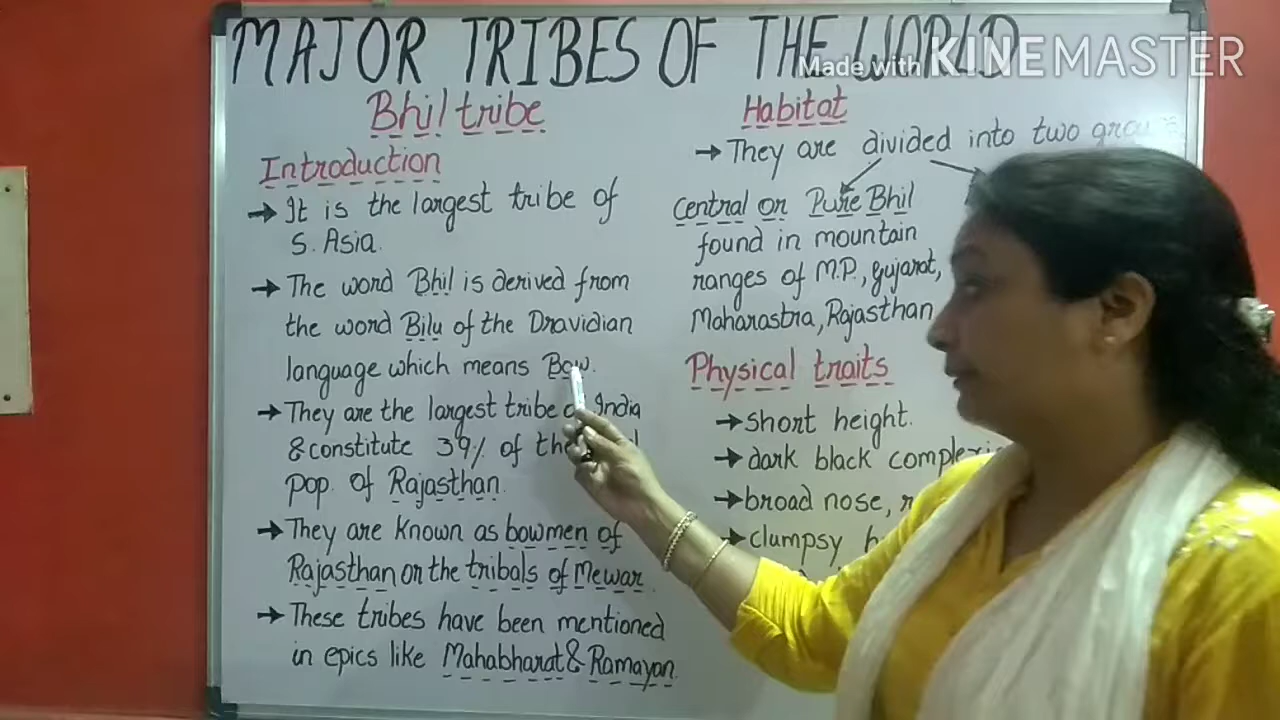 MAJOR TRIBES OF THE WORLD
Made with KINEMASTER
Bhil tribe
Introduction
→ It is the largest tribe of
S. Asia.
→ The word Bhil is derived from
the word Bilu of the Dravidian
language which means Bow.
→ They are the largest tribe of India
& constitute 39% of the
pop. of Rajasthan.
→ They are known as bowmen of
Rajasthan or the tribals of Mewar.
→ These tribes have been mentioned
in epics like Mahabharat & Ramayan.
Habitat
→ They are divided into two
Central or Pure Bhil
found in mountain
ranges of M.P., Gujarat,
Maharastra, Rajasthan
Physical traits
→ short height.
→ dark black
→ broad nose,
→ clumpsy